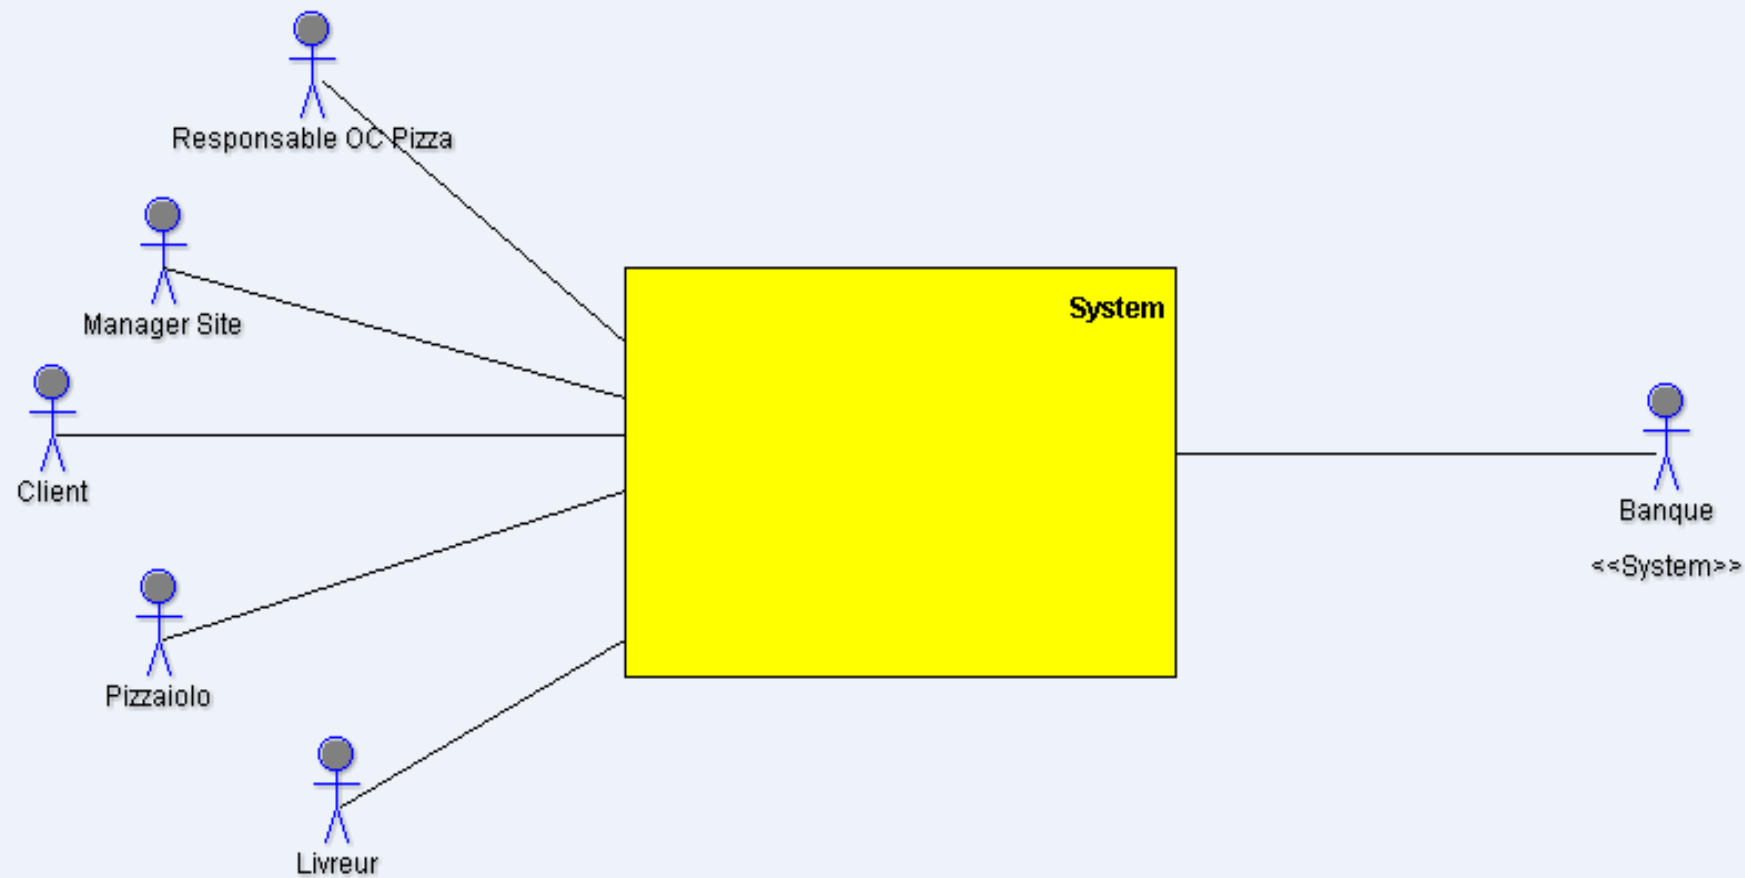 Responsable OC Pizza
Manager Site
System
Client
Banque
<<System>>
Pizzaiolo
Livreur